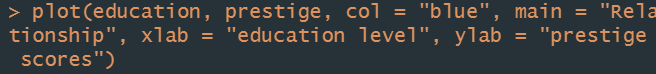 > plot(education, prestige, col = "blue", main = "Rela
tionship", xlab = "education level", ylab = "prestige
 scores")